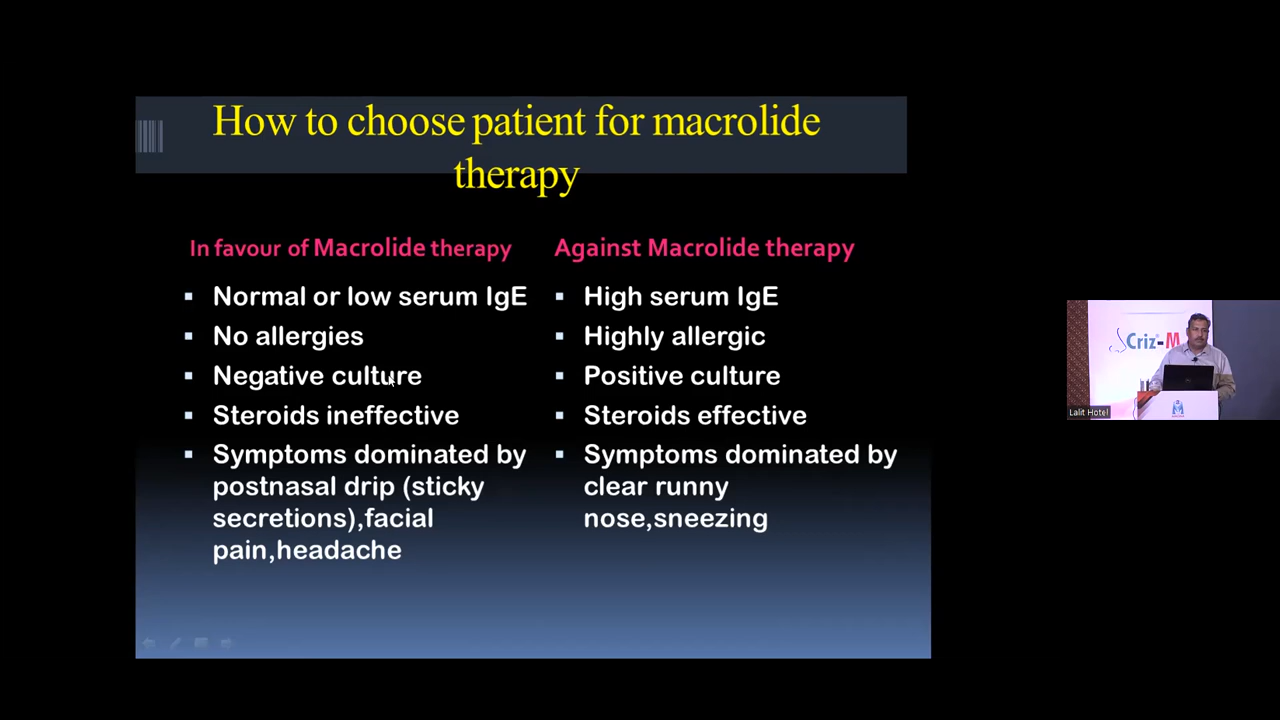 How to choose patient for macrolide
therapy
In favour of Macrolide therapy
Normal or low serum IgE
No allergies
Negative culture
Steroids ineffective
Symptoms dominated by
postnasal drip (sticky
secretions),facial
pain,headache
Against Macrolide therapy
High serum IgE
Highly allergic
Positive culture
Steroids effective
Symptoms dominated by
clear runny
nose,sneezing
Criz-M
Lalit Hotel